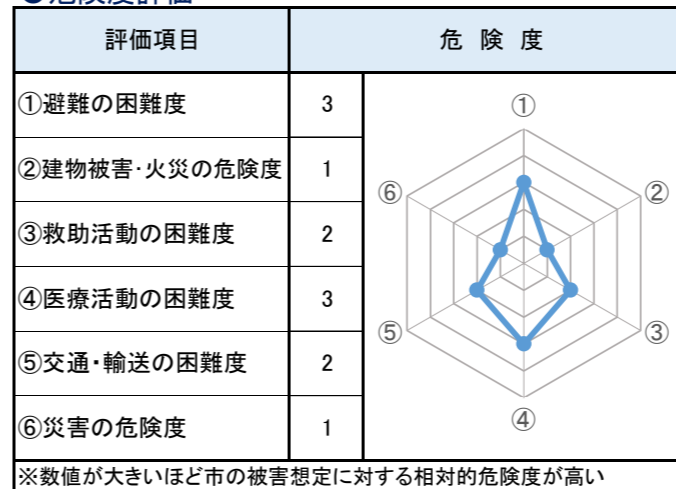 ●危険度評価
評価項目 危 険 度
①避難の困難度 3
②建物被害・火災の危険度 1
③救助活動の困難度 2
④医療活動の困難度 3
⑤交通・輸送の困難度 2
⑥災害の危険度 1
①
②
③
④
⑤
⑥
※数値が大きいほど市の被害想定に対する相対的危険度が高い